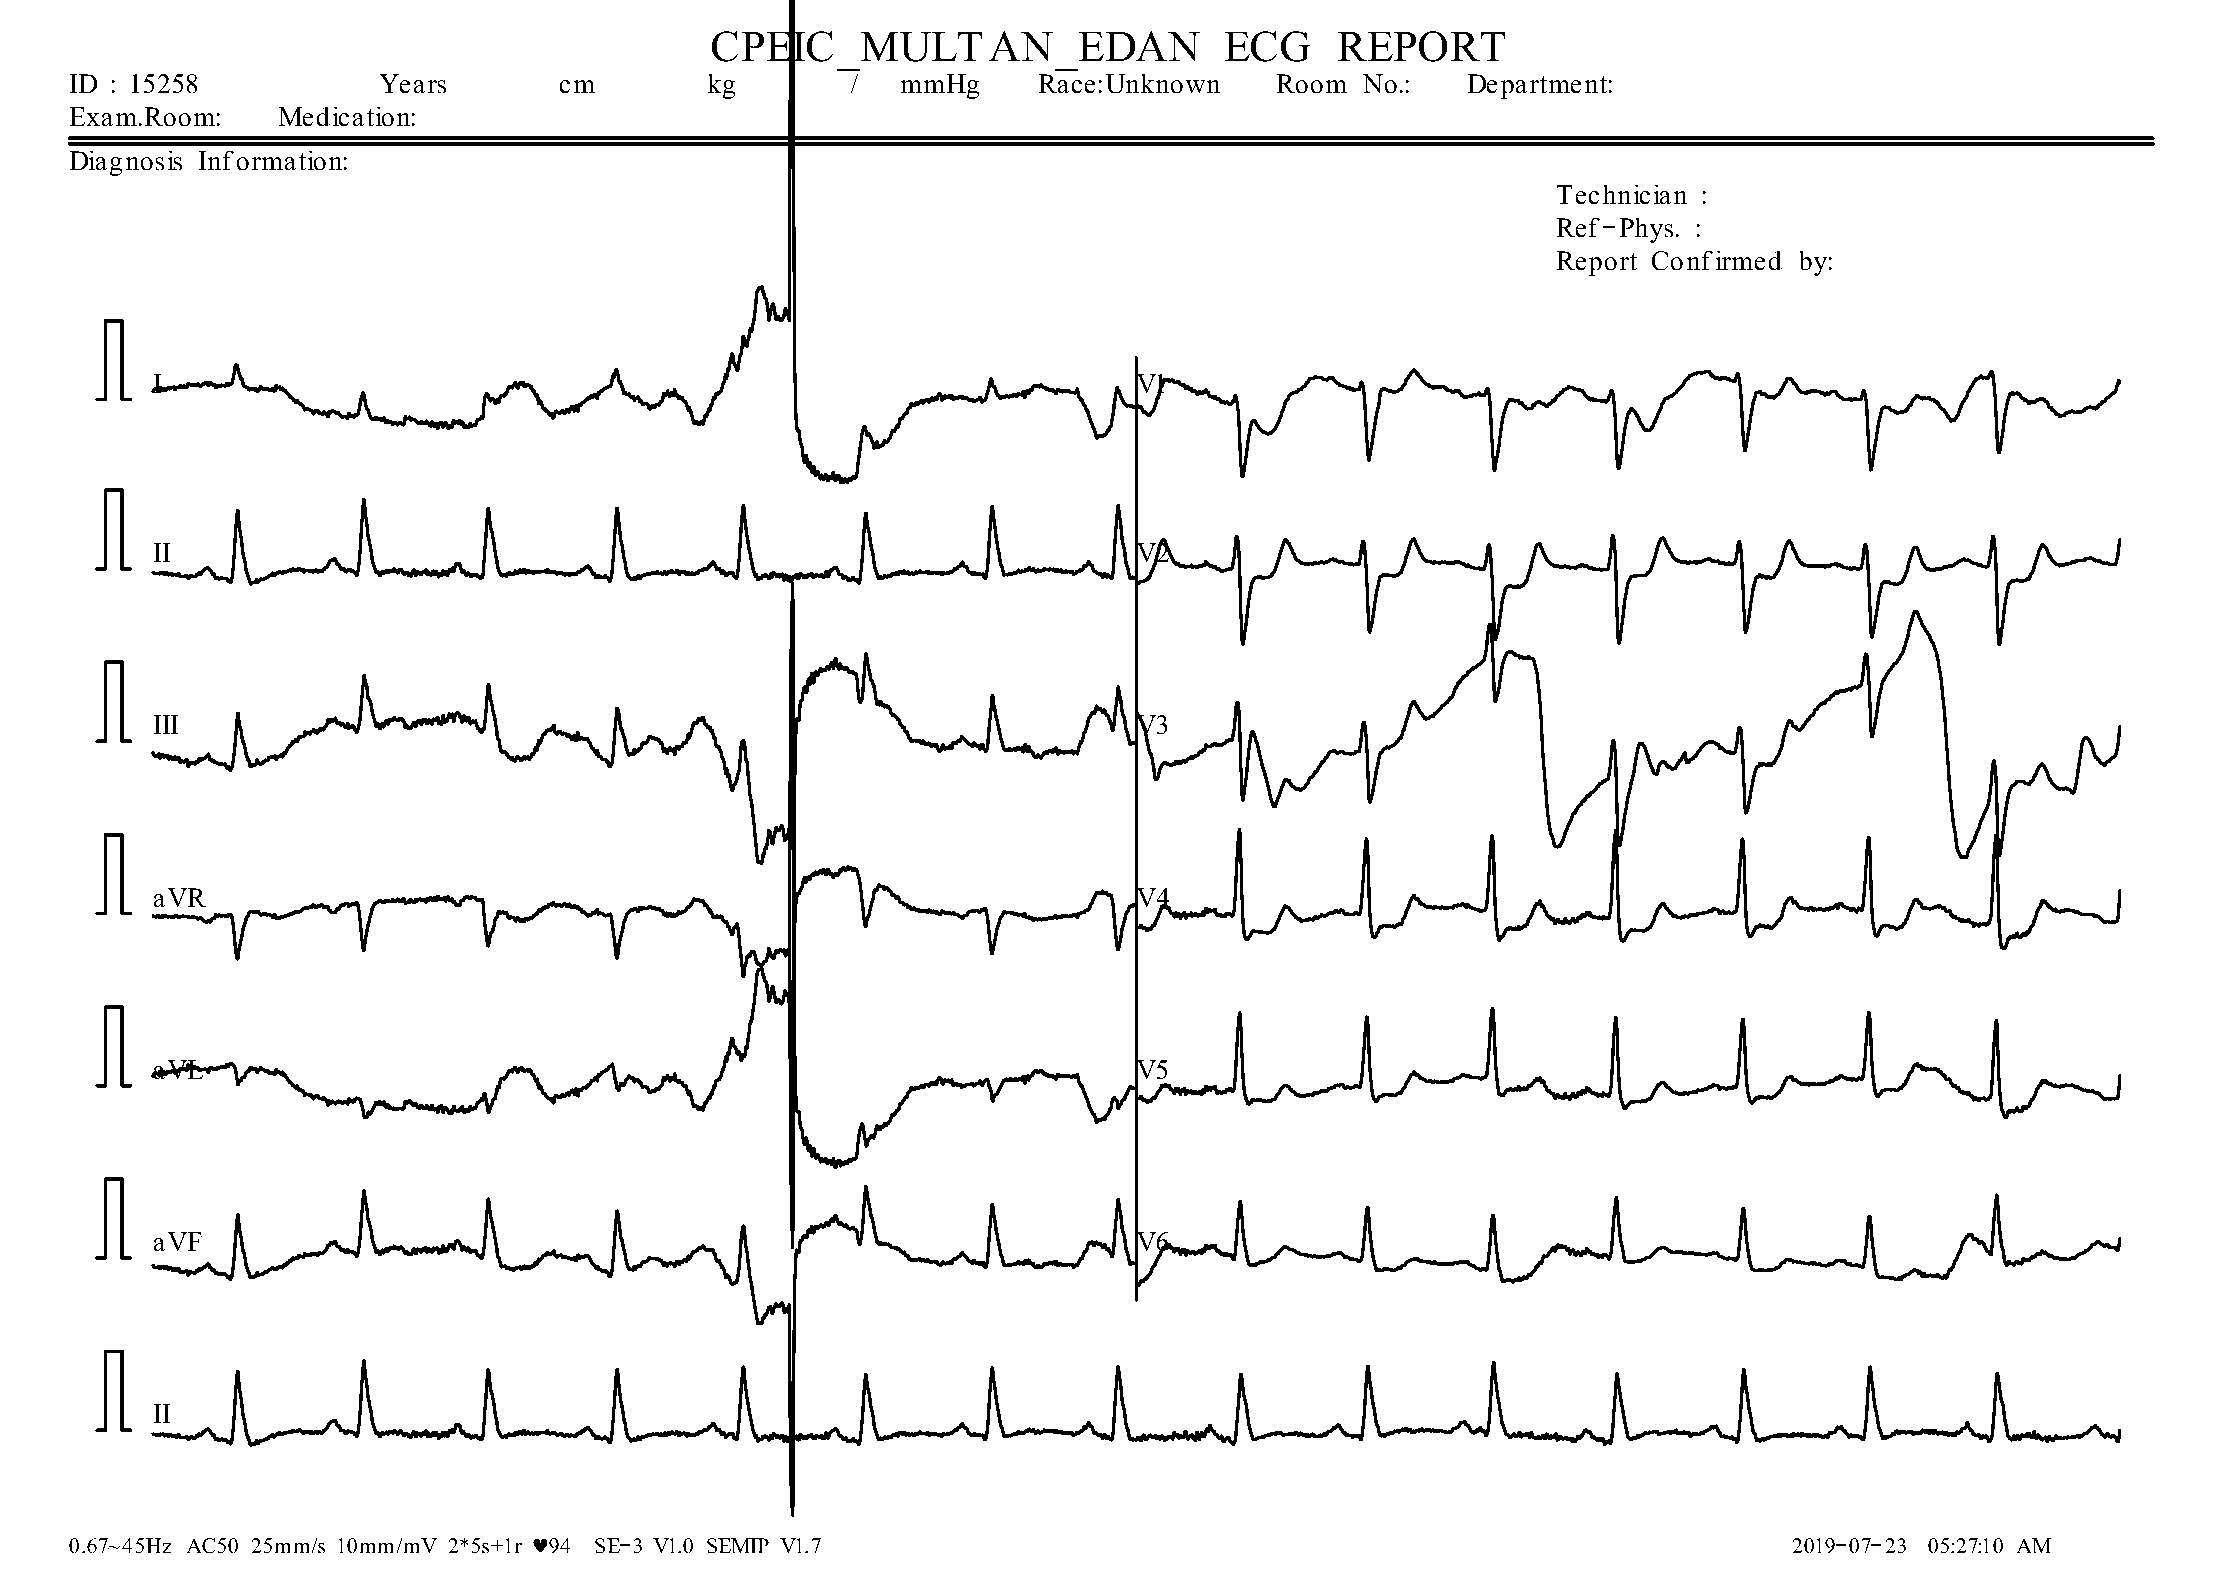 CPEIC_MULTAN_EDAN ECG REPORT
ID : 15258 Years cm kg / mmHg Race:Unknown Room No.: Department:
Exam.Room: Medication:
Diagnosis Information:
Technician :
Ref-Phys. :
Report Confirmed by:
I V1
II V2
III V3
aVR V4
aVL V5
aVF V6
II
0.67~45Hz AC50 25mm/s 10mm/mV 2*5s+1r ♥94 SE-3 V1.0 SEMIP V1.7 2019-07-23 05:27:10 AM